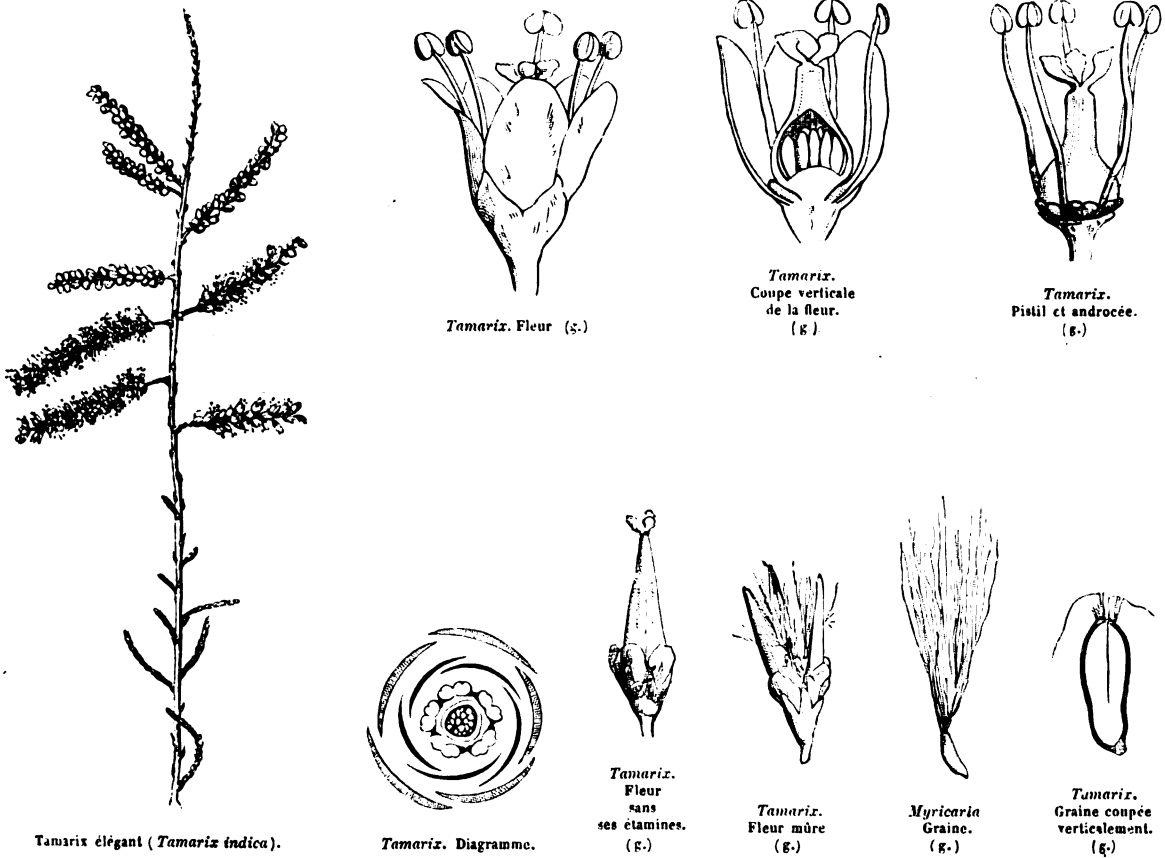 Tamarix. Fleur (g.)
Tamarix.
Coupe verticale
de la fleur.
(g.)
Tamarix.
Pistil et androcée.
(g.)
Tamarix élégant (Tamarix indica).
Tamarix. Diagramme.
Tamarix.
Fleur
sans
ses étamines.
(g.)
Tamarix.
Fleur mûre
(g.)
Myricaria
Graine.
(g.)
Tamarix.
Graine coupée
verticalement.
(g.)